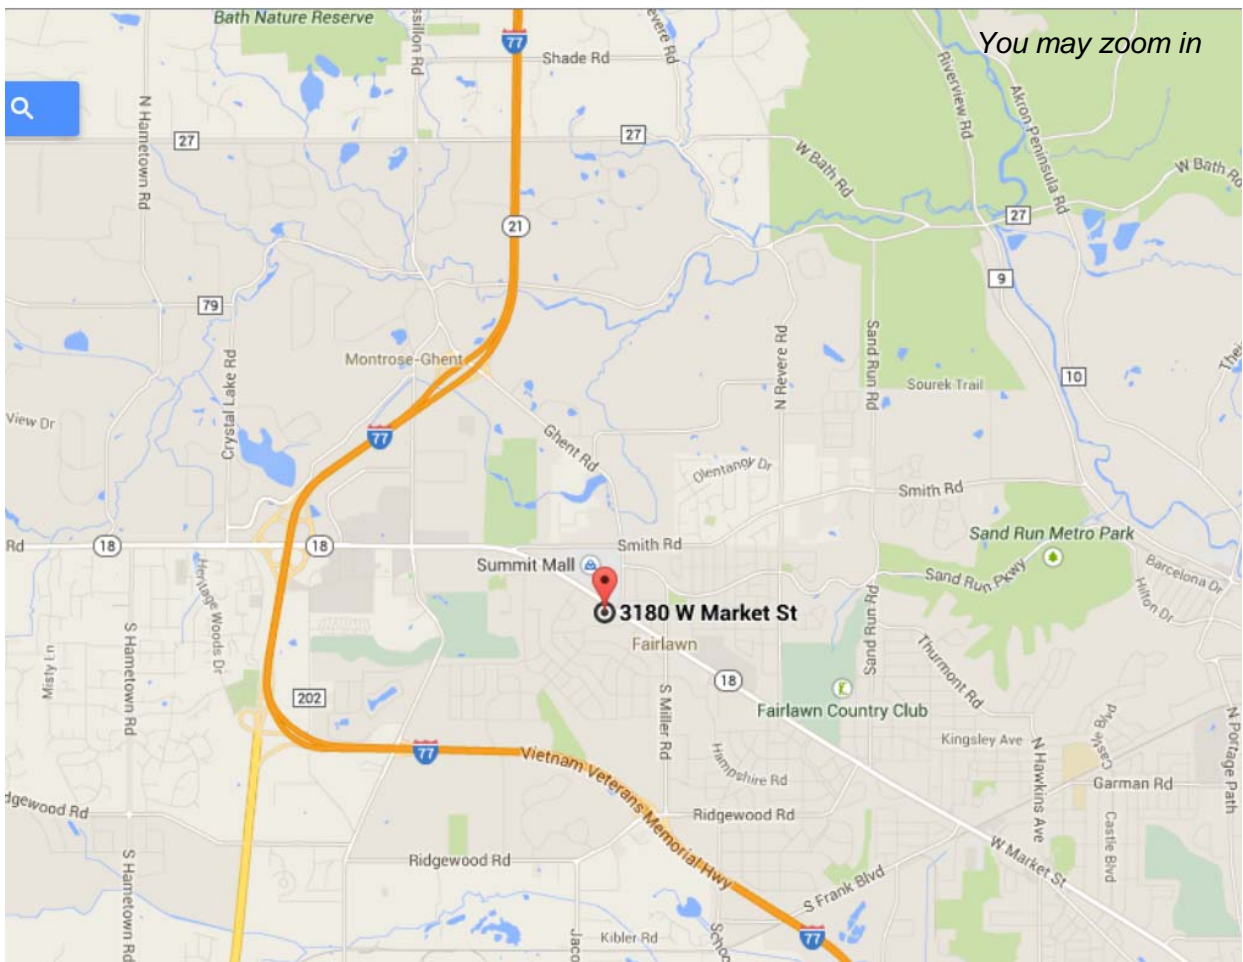 Bath Nature Reserve
You may zoom in
77
Shade Rd
Riverview Rd
Akron Peninsula Rd
N Hametown Rd
27
27
W Bath Rd
W Bath Rd
27
21
9
79
Montrose-Ghent
Crystal Lake Rd
N Revere Rd
Sand Run Rd
Sourek Trail
10
View Dr
77
Ghent Rd
Olentangy Dr
Smith Rd
Sand Run Metro Park
Rd
18
18
Smith Rd
Summit Mall
Sand Run Pkwy
Barcelona Dr
Hilton Dr
Heritage Woods Dr
3180 W Market St
Fairlawn
S Hametown Rd
Misty Ln
Sand Run Rd
Thurmont Rd
202
18
S Miller Rd
Fairlawn Country Club
Kingsley Ave
Castle Blvd
N Portage Path
77
Vietnam Veterans Memorial Hwy
Hampshire Rd
N Hawkins Ave
Garman Rd
dgewood Rd
Ridgewood Rd
Castle Blvd
Ridgewood Rd
W Market St
S Hametown Rd
S Frank Blvd
Kibler Rd
77